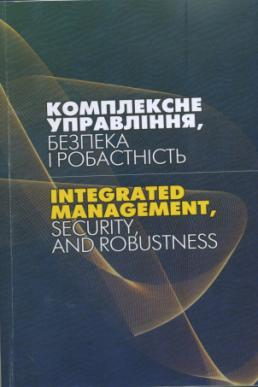 КОМПЛЕКСНЕ
УПРАВЛІННЯ,
БЕЗПЕКА
І РОБАСТНІСТЬ
INTEGRATED
MANAGEMENT,
SECURITY,
AND ROBUSTNESS